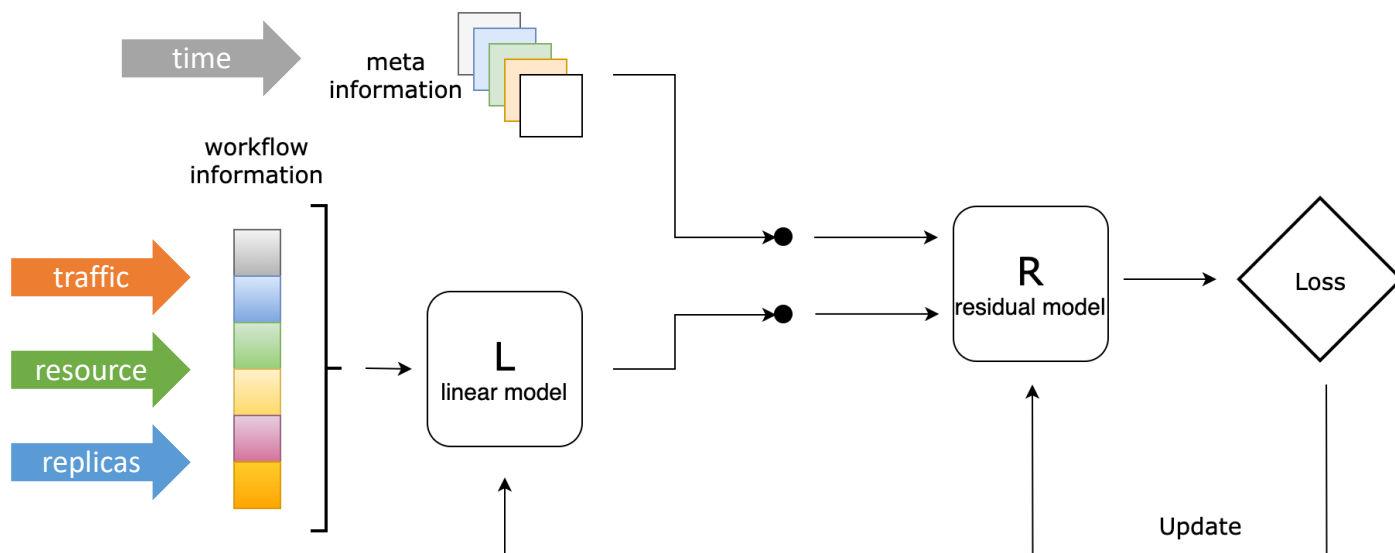 time
meta
information
workflow
information
traffic
resource
replicas
L
linear model
R
residual model
Loss
Update